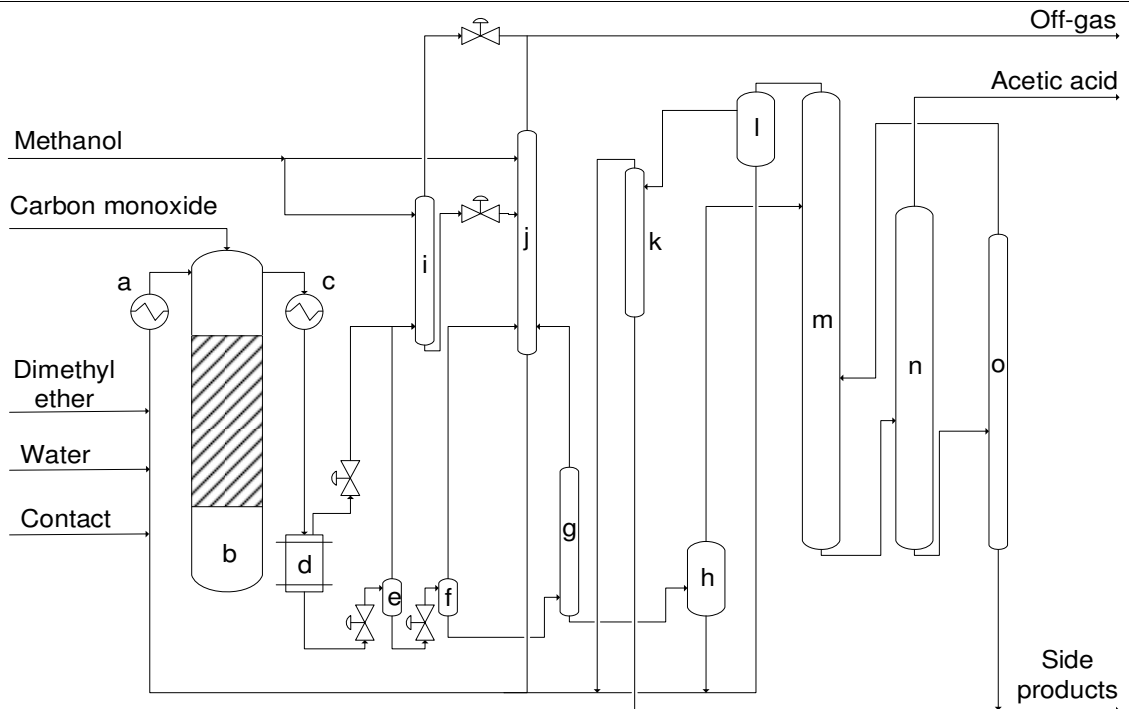 Off-gas
Acetic acid
l
Methanol
Carbon monoxide
k
j
i
a
c
m
n
o
Dimethyl
ether
Water
Contact
g
b
d
e
f
h
Side
products